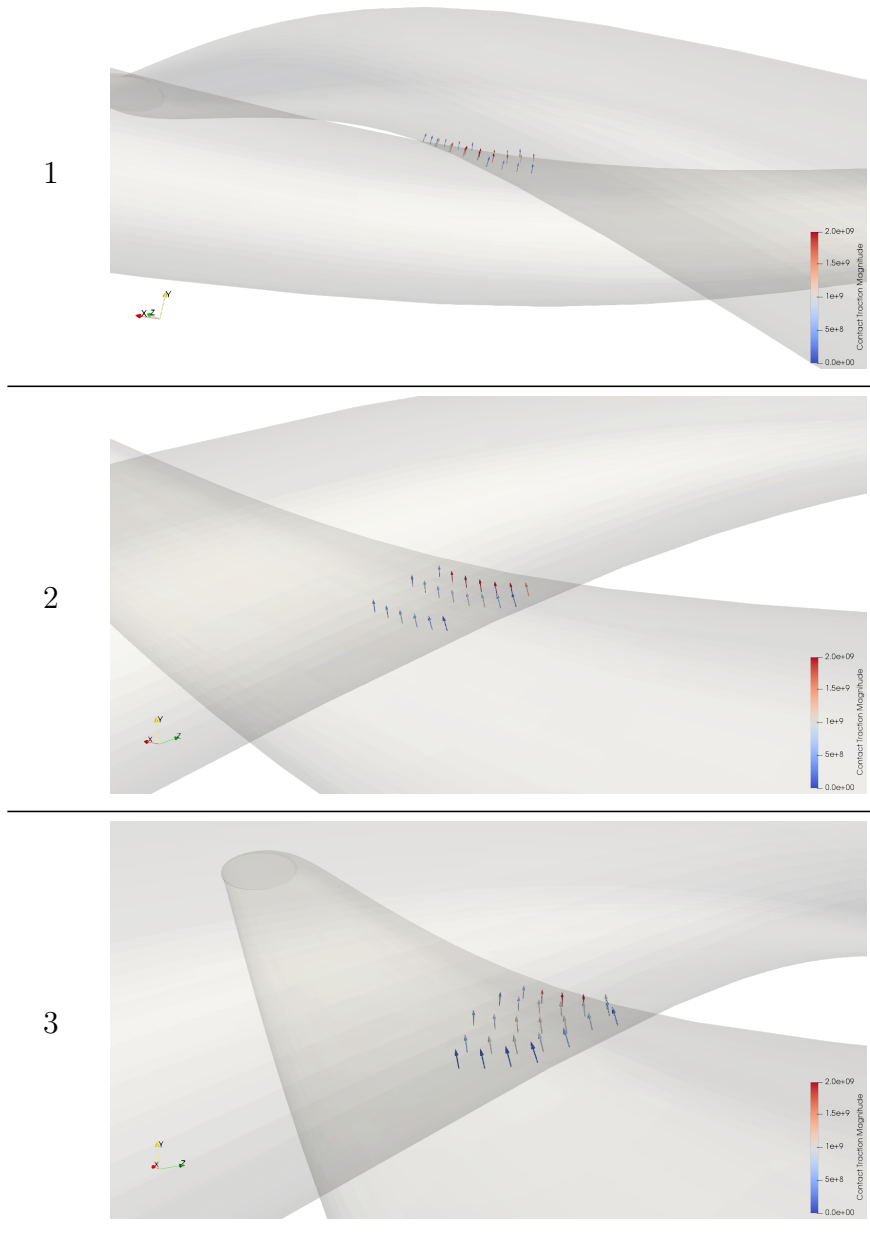 1
2.0e+09
1.5e+9
1e+9
5e+8
0.0e+00
Contact Traction Magnitude
Y
X Z
2
2.0e+09
1.5e+9
1e+9
5e+8
0.0e+00
Contact Traction Magnitude
Y
X Z
3
2.0e+09
1.5e+9
1e+9
5e+8
0.0e+00
Contact Traction Magnitude
Y
X Z